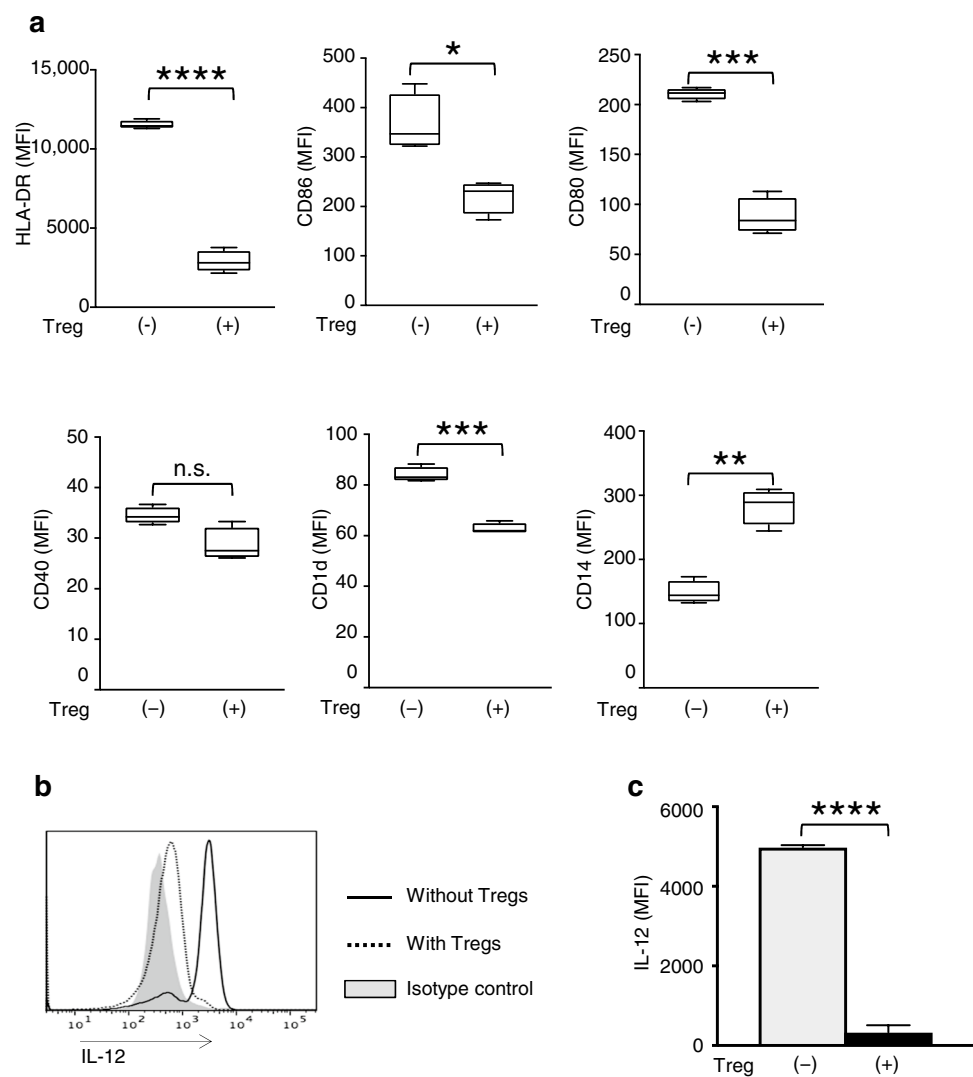 a
****
15,000
10,000
5000
0
HLA-DR (MFI)
Treg (-) (+)
*
500
400
300
200
100
0
CD86 (MFI)
Treg (-) (+)
***
250
200
150
100
50
0
CD80 (MFI)
Treg (-) (+)
n.s.
50
40
30
20
10
0
CD40 (MFI)
Treg (–) (+)
***
100
80
60
40
20
0
CD1d (MFI)
Treg (–) (+)
**
400
300
200
100
0
CD14 (MFI)
Treg (–) (+)
b
10¹ 10² 10³ 10⁴ 10⁵
IL-12
Without Tregs
With Tregs
Isotype control
c
****
6000
4000
2000
0
IL-12 (MFI)
Treg (–) (+)